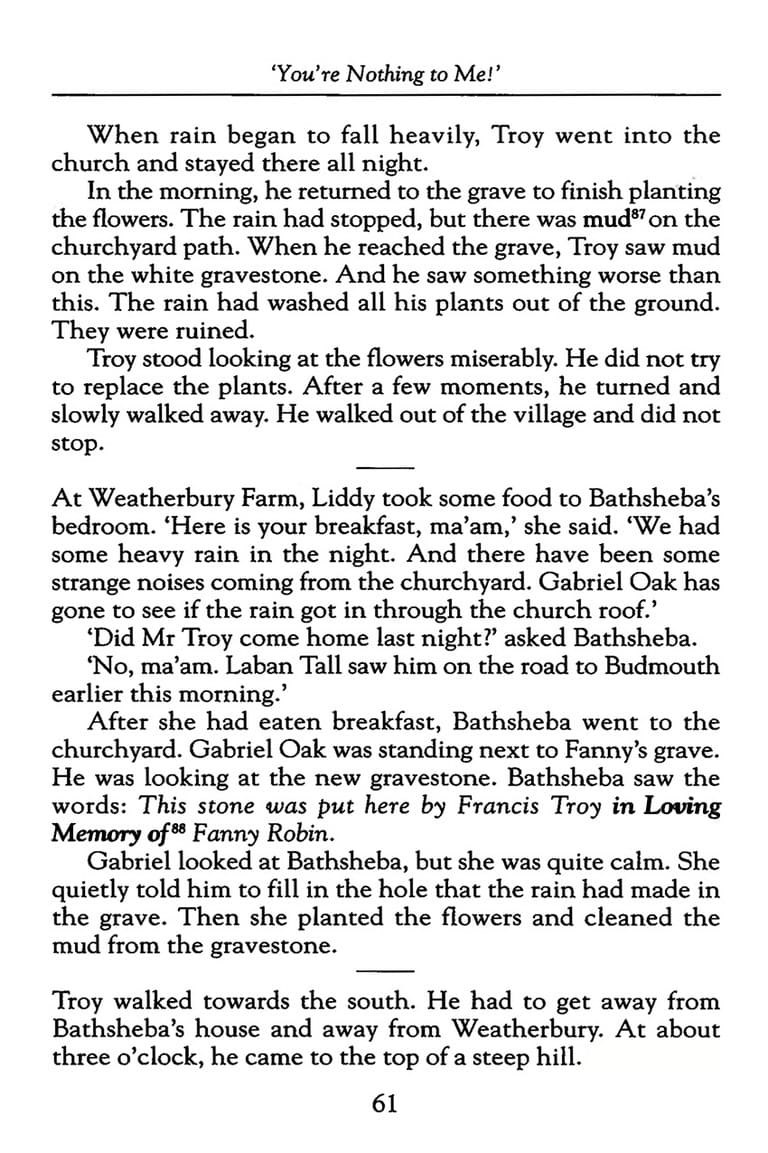 ‘You’re Nothing to Me!’
When rain began to fall heavily, Troy went into the
church and stayed there all night.
In the morning, he returned to the grave to finish planting
the flowers. The rain had stopped, but there was mud⁸⁷ on the
churchyard path. When he reached the grave, Troy saw mud
on the white gravestone. And he saw something worse than
this. The rain had washed all his plants out of the ground.
They were ruined.
Troy stood looking at the flowers miserably. He did not try
to replace the plants. After a few moments, he turned and
slowly walked away. He walked out of the village and did not
stop.
At Weatherbury Farm, Liddy took some food to Bathsheba’s
bedroom. ‘Here is your breakfast, ma’am,’ she said. ‘We had
some heavy rain in the night. And there have been some
strange noises coming from the churchyard. Gabriel Oak has
gone to see if the rain got in through the church roof.’
‘Did Mr Troy come home last night?’ asked Bathsheba.
‘No, ma’am. Laban Tall saw him on the road to Budmouth
earlier this morning.’
After she had eaten breakfast, Bathsheba went to the
churchyard. Gabriel Oak was standing next to Fanny’s grave.
He was looking at the new gravestone. Bathsheba saw the
words: This stone was put here by Francis Troy in Loving
Memory of⁸⁸ Fanny Robin.
Gabriel looked at Bathsheba, but she was quite calm. She
quietly told him to fill in the hole that the rain had made in
the grave. Then she planted the flowers and cleaned the
mud from the gravestone.
Troy walked towards the south. He had to get away from
Bathsheba’s house and away from Weatherbury. At about
three o’clock, he came to the top of a steep hill.
61